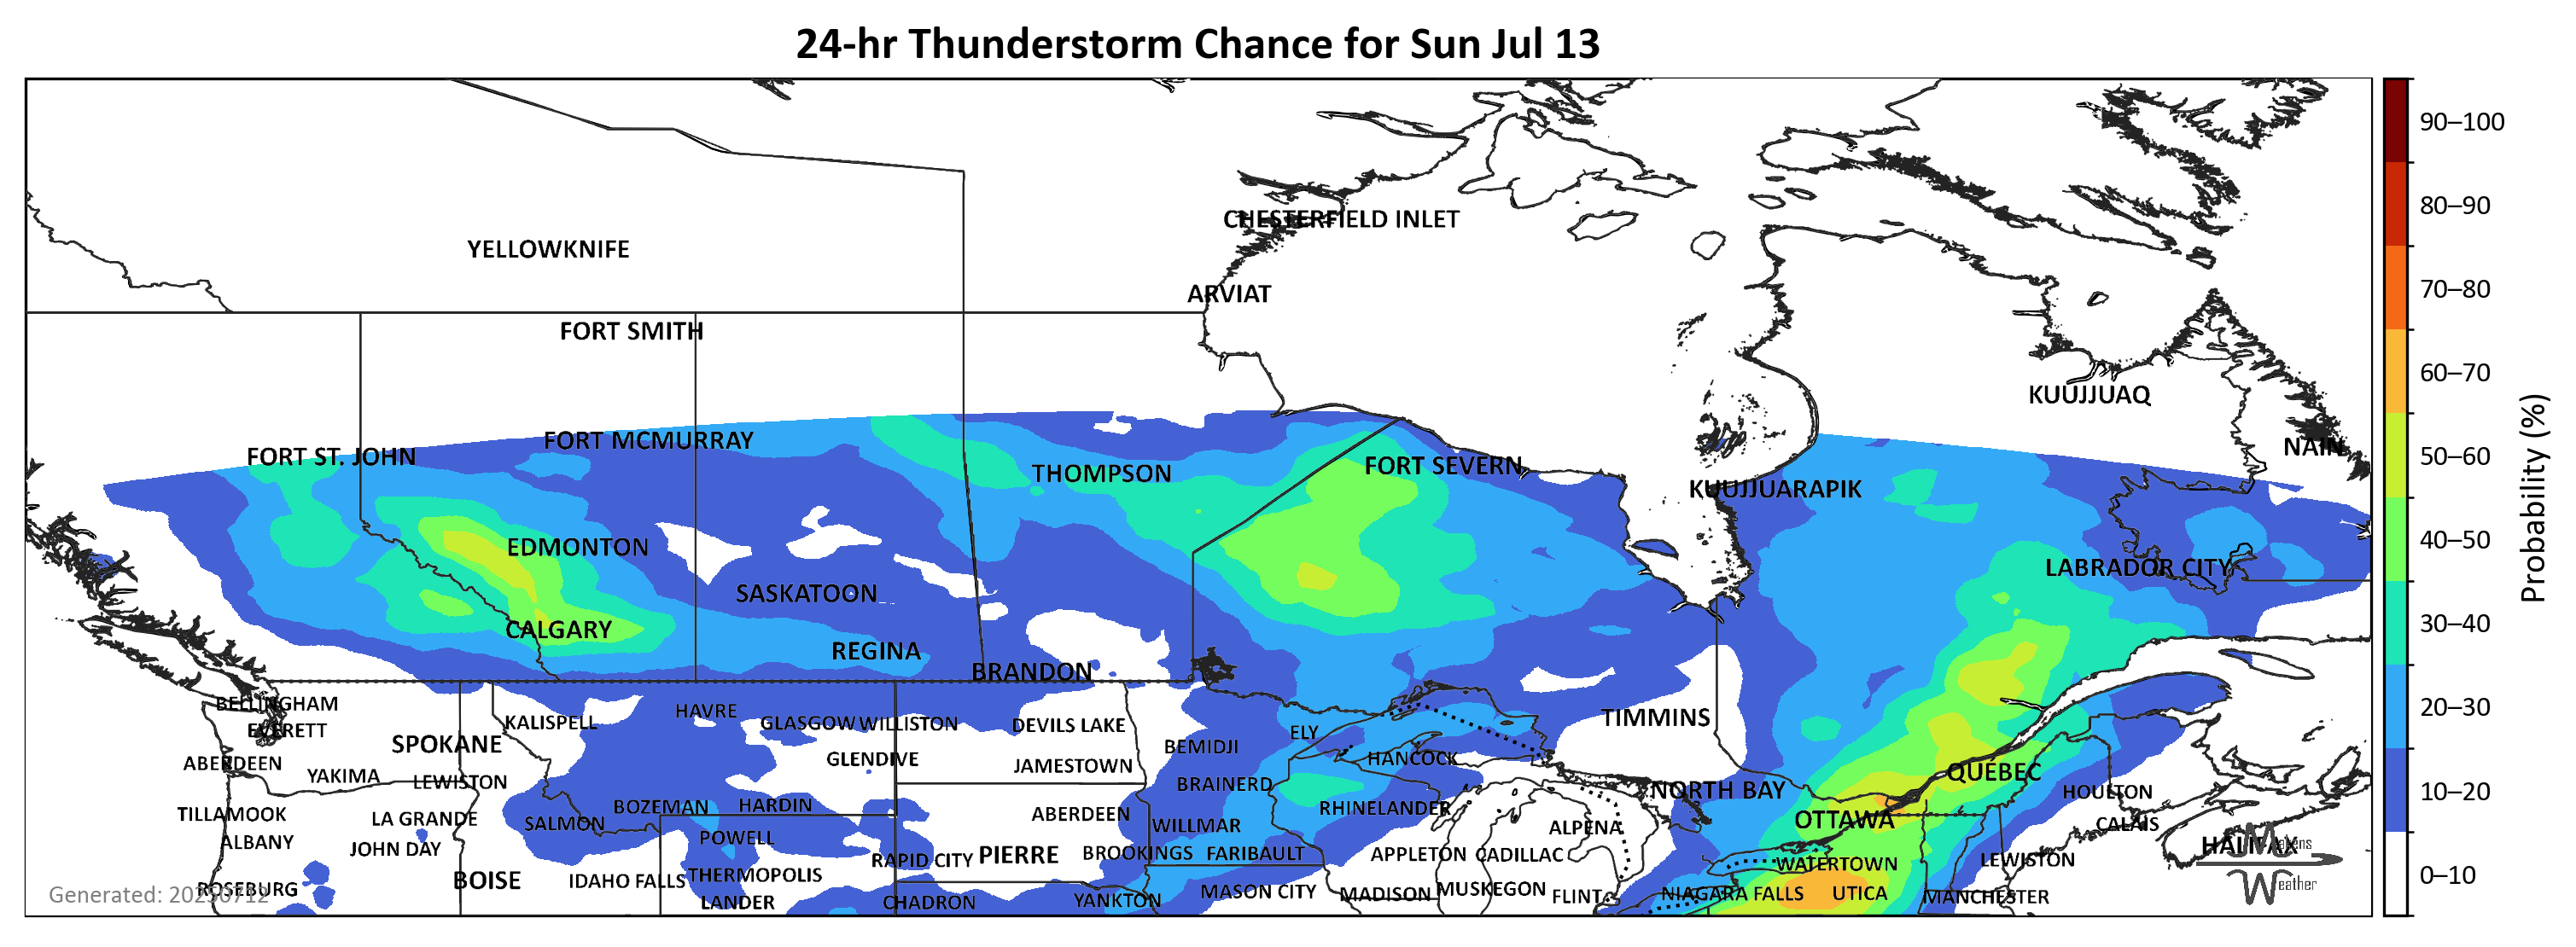 24-hr Thunderstorm Chance for Sun Jul 13
90–100
80–90
CHESTERFIELD INLET
YELLOWKNIFE
ARVIAT
70–80
FORT SMITH
60–70
KUUJJUAQ
FORT MCMURRAY
NAIN
FORT ST. JOHN
50–60
THOMPSON
FORT SEVERN
KUUJJUARAPIK
Probability (%)
EDMONTON
40–50
LABRADOR CITY
SASKATOON
CALGARY
30–40
REGINA
BRANDON
BELLINGHAM
HAVRE
20–30
KALISPELL
GLASGOW
WILLISTON
DEVILS LAKE
TIMMINS
EVERETT
ELY
SPOKANE
BEMIDJI
ABERDEEN
GLENDIVE
JAMESTOWN
HANCOCK
QUÉBEC
YAKIMA
LEWISTON
BRAINERD
NORTH BAY
HOULTON
10–20
BOZEMAN
HARDIN
RHINELANDER
TILLAMOOK
LA GRANDE
SALMON
ABERDEEN
WILLMAR
ALPENA
OTTAWA
CALAIS
ALBANY
JOHN DAY
POWELL
RAPID CITY
PIERRE
BROOKINGS
FARIBAULT
APPLETON
CADILLAC
WATERTOWN
LEWISTON
HALIFAX
Makens
Weather
BOISE
IDAHO FALLS
THERMOPOLIS
0–10
ROSEBURG
Generated: 20250712
LANDER
CHADRON
YANKTON
MASON CITY
MADISON
MUSKEGON
FLINT
NIAGARA FALLS
UTICA
MANCHESTER